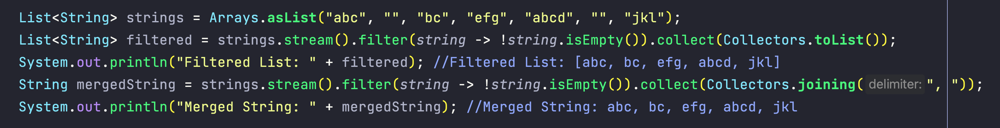 List<String> strings = Arrays.asList("abc", "", "bc", "efg", "abcd", "", "jkl");
List<String> filtered = strings.stream().filter(string -> !string.isEmpty()).collect(Collectors.toList());
System.out.println("Filtered List: " + filtered); //Filtered List: [abc, bc, efg, abcd, jkl]
String mergedString = strings.stream().filter(string -> !string.isEmpty()).collect(Collectors.joining( delimiter: ", "));
System.out.println("Merged String: " + mergedString); //Merged String: abc, bc, efg, abcd, jkl